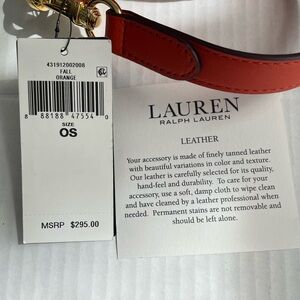 431912002008
FALL
ORANGE
8 88188 47554 0
SIZE
OS
MSRP $295.00
LAUREN
RALPH LAUREN
LEATHER
Your accessory is made of finely tanned leather
with beautiful variations in color and texture.
Our leather is carefully selected for its quality,
hand-feel and durability. To care for your
accessory, use a soft, damp cloth to wipe clean
and have cleaned by a leather professional when
needed. Permanent stains are not removable and
should be left alone.